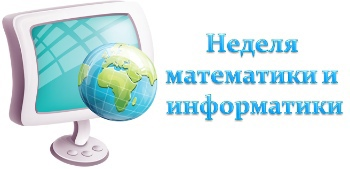 Неделя
математики и
информатики